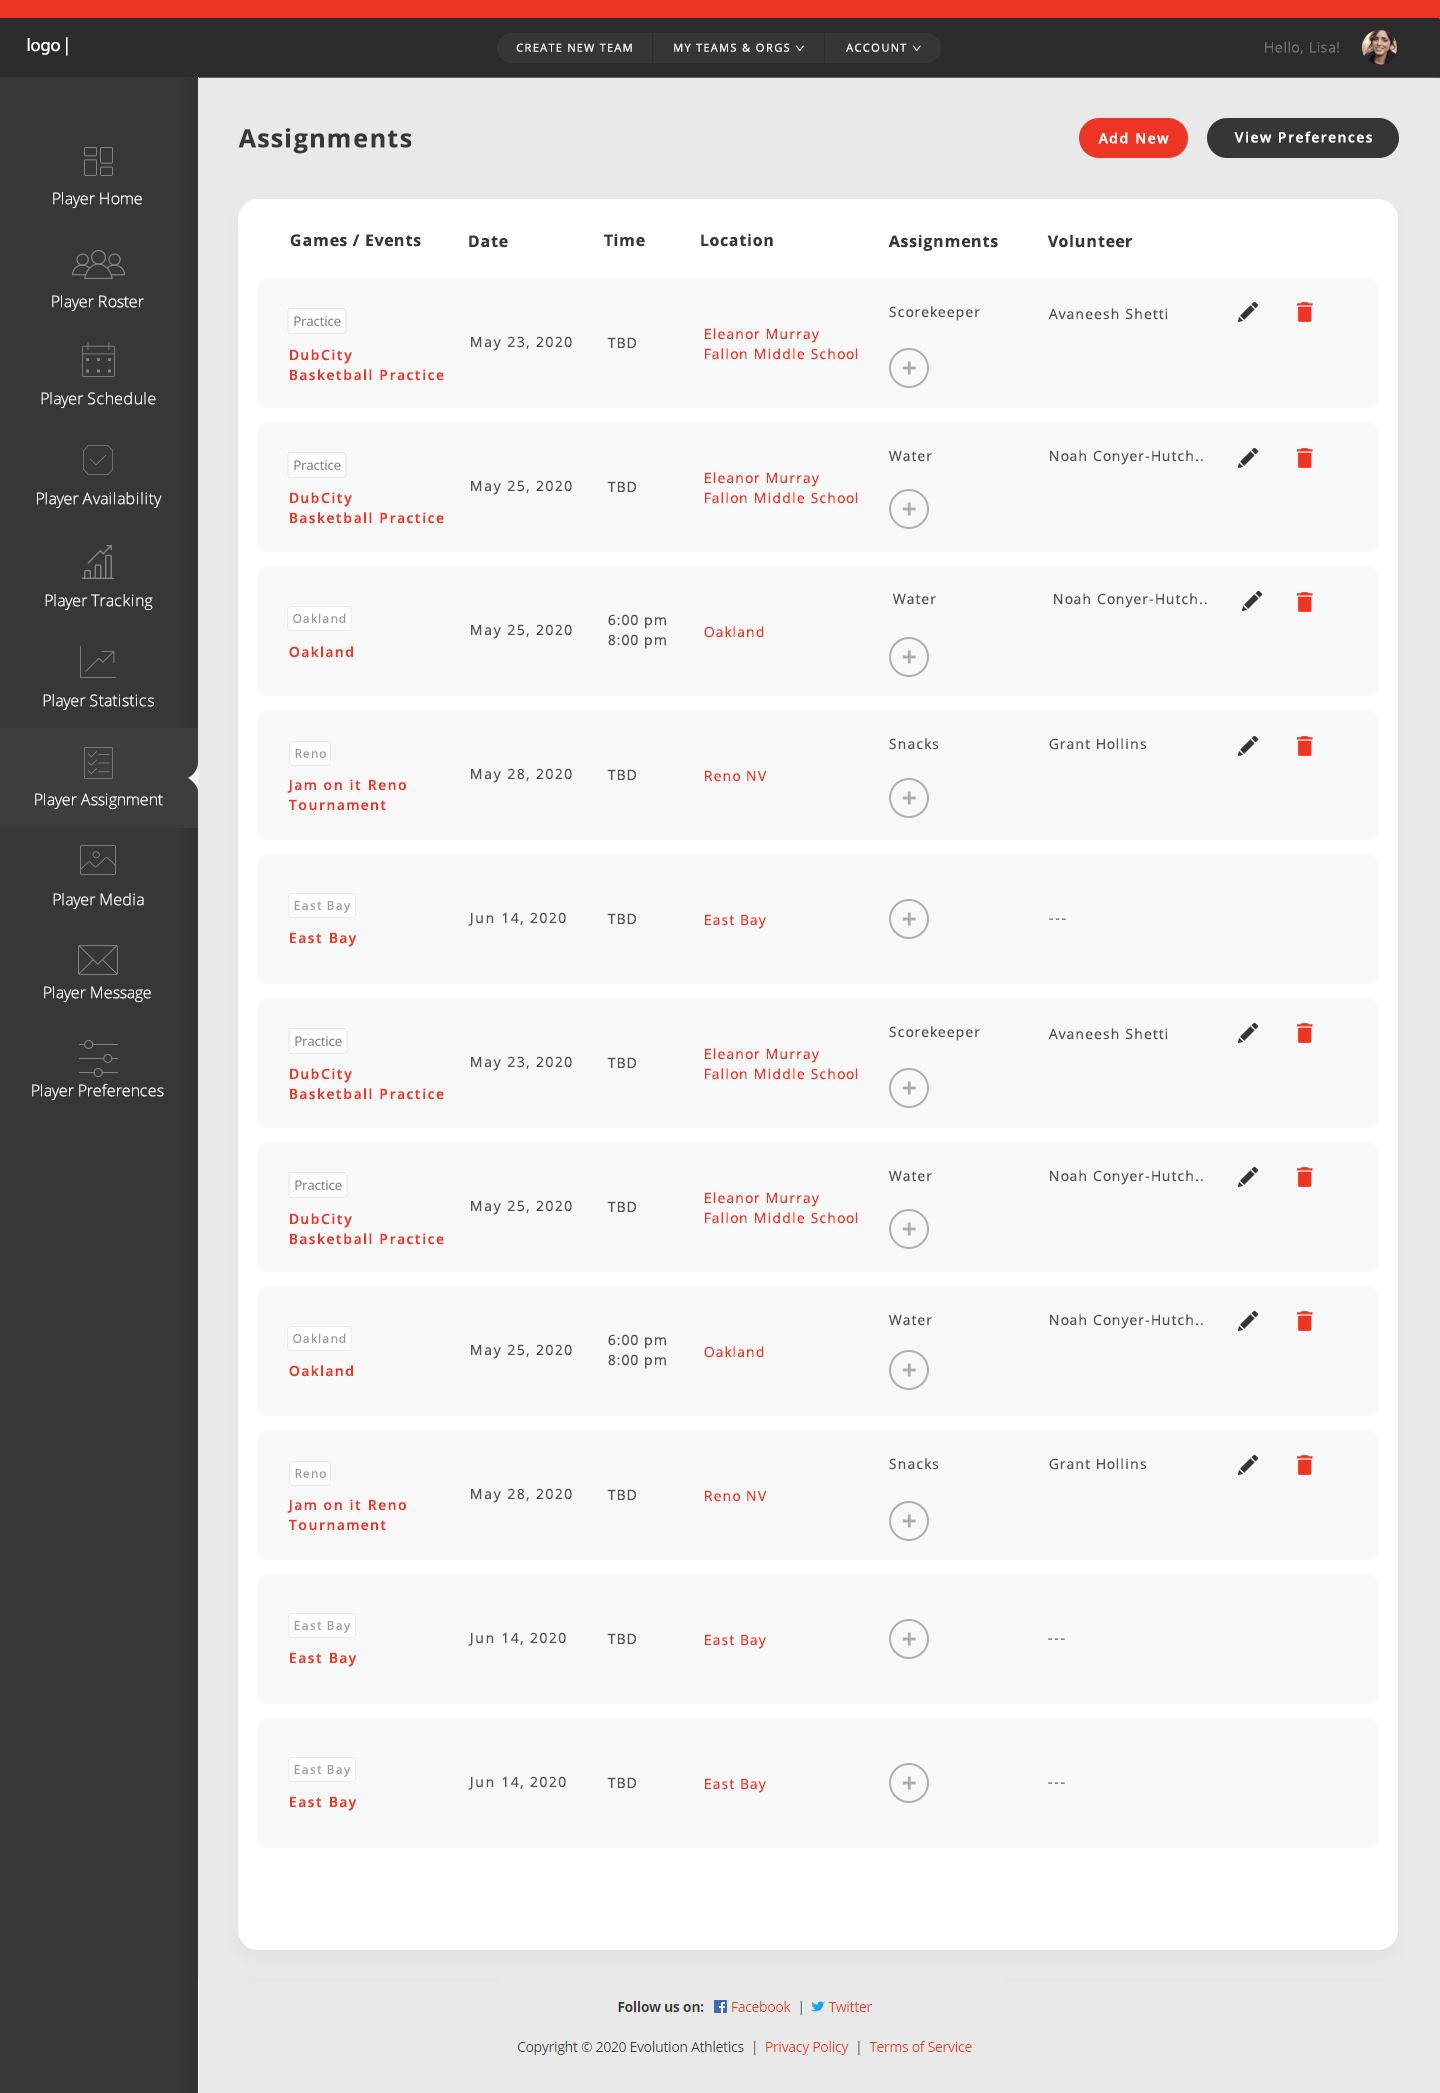 logo |
CREATE NEW TEAM
MY TEAMS & ORGS
ACCOUNT
Hello, Lisa!
Player Home
Player Roster
Player Schedule
Player Availability
Player Tracking
Player Statistics
Player Assignment
Player Media
Player Message
Player Preferences
Assignments
Add New
View Preferences
Games / Events Date Time Location Assignments Volunteer
Practice
DubCity
Basketball Practice
May 23, 2020
TBD
Eleanor Murray
Fallon Middle School
Scorekeeper
Avaneesh Shetti
Practice
DubCity
Basketball Practice
May 25, 2020
TBD
Eleanor Murray
Fallon Middle School
Water
Noah Conyer-Hutch..
Oakland
Oakland
May 25, 2020
6:00 pm
8:00 pm
Oakland
Water
Noah Conyer-Hutch..
Reno
Jam on it Reno
Tournament
May 28, 2020
TBD
Reno NV
Snacks
Grant Hollins
East Bay
East Bay
Jun 14, 2020
TBD
East Bay
---
Practice
DubCity
Basketball Practice
May 23, 2020
TBD
Eleanor Murray
Fallon Middle School
Scorekeeper
Avaneesh Shetti
Practice
DubCity
Basketball Practice
May 25, 2020
TBD
Eleanor Murray
Fallon Middle School
Water
Noah Conyer-Hutch..
Oakland
Oakland
May 25, 2020
6:00 pm
8:00 pm
Oakland
Water
Noah Conyer-Hutch..
Reno
Jam on it Reno
Tournament
May 28, 2020
TBD
Reno NV
Snacks
Grant Hollins
East Bay
East Bay
Jun 14, 2020
TBD
East Bay
---
East Bay
East Bay
Jun 14, 2020
TBD
East Bay
---
Follow us on: Facebook | Twitter
Copyright © 2020 Evolution Athletics | Privacy Policy | Terms of Service